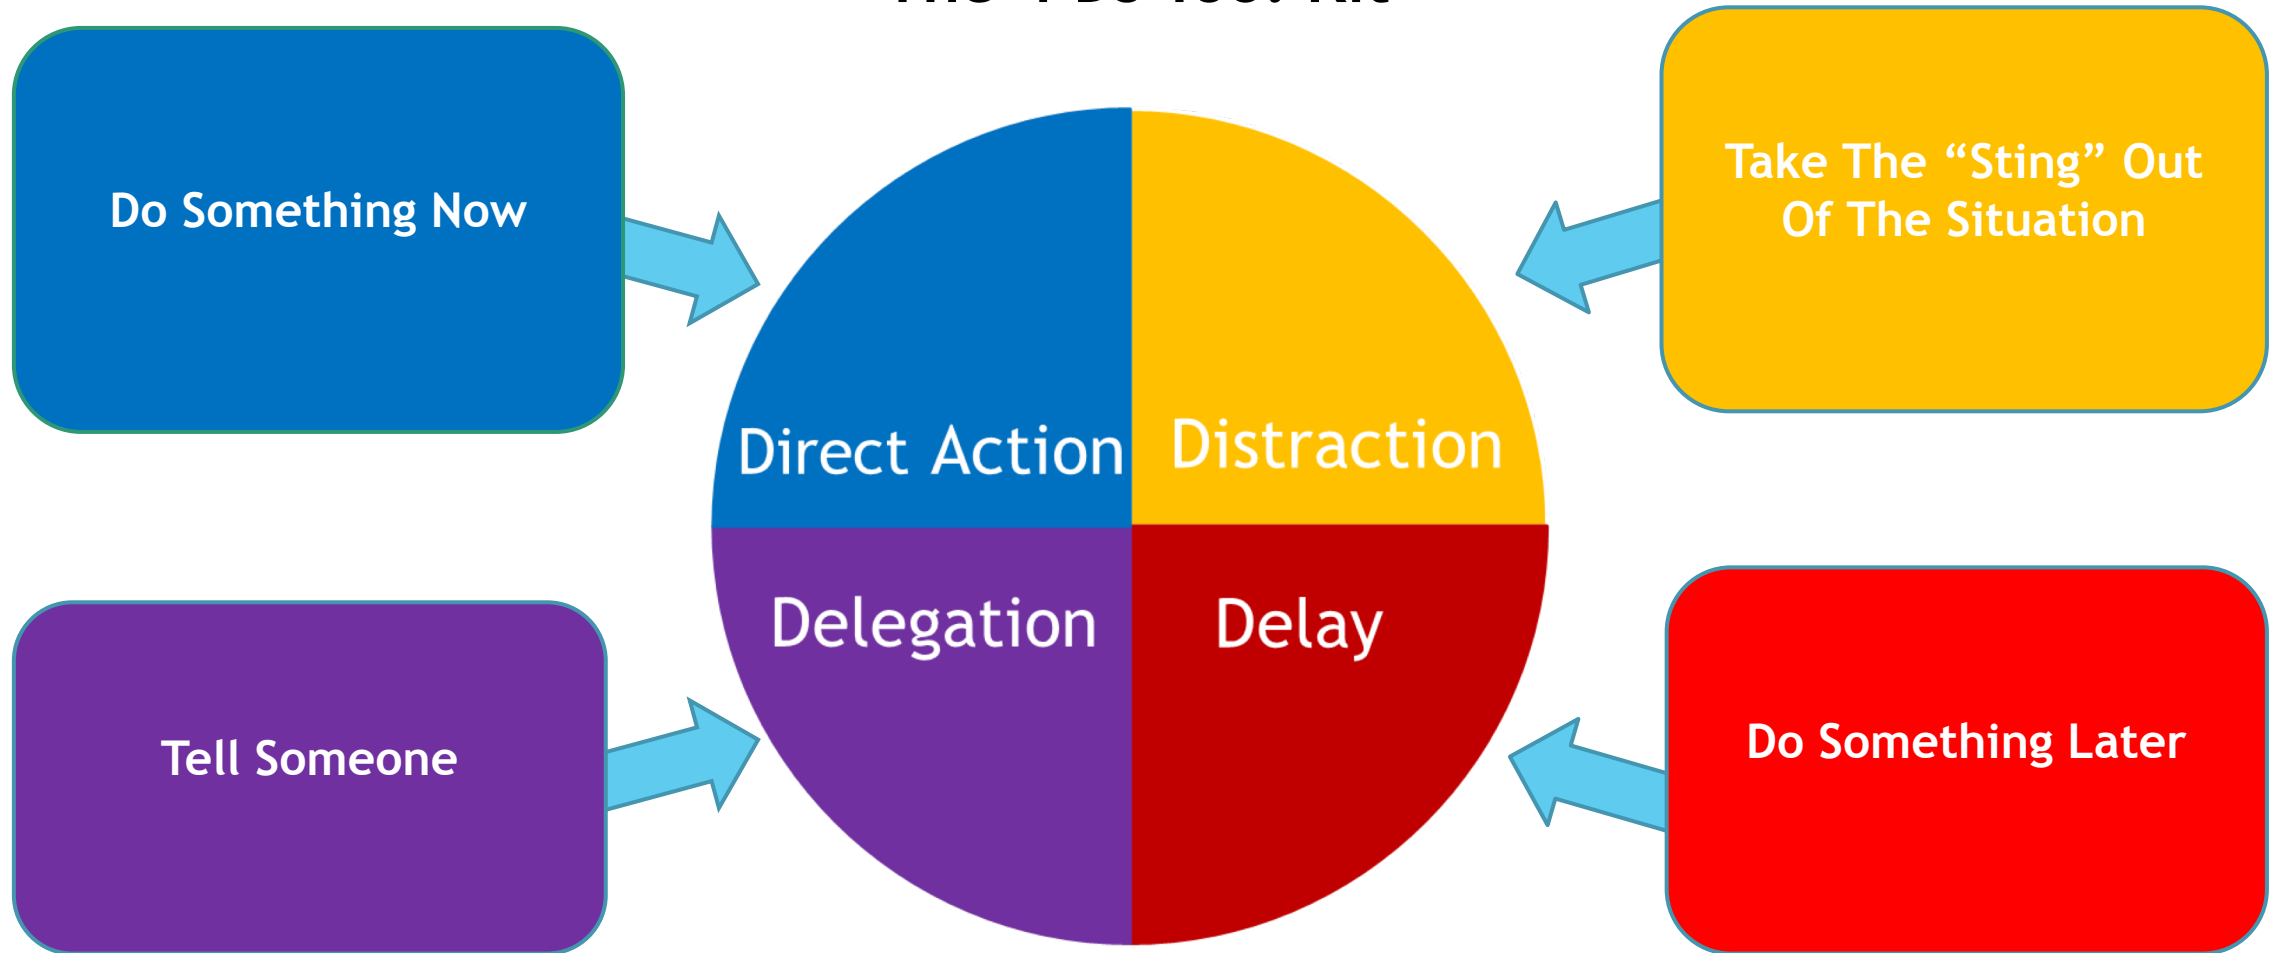 Do Something Now
Take The “Sting” Out
Of The Situation
Direct Action
Distraction
Delegation
Delay
Tell Someone
Do Something Later